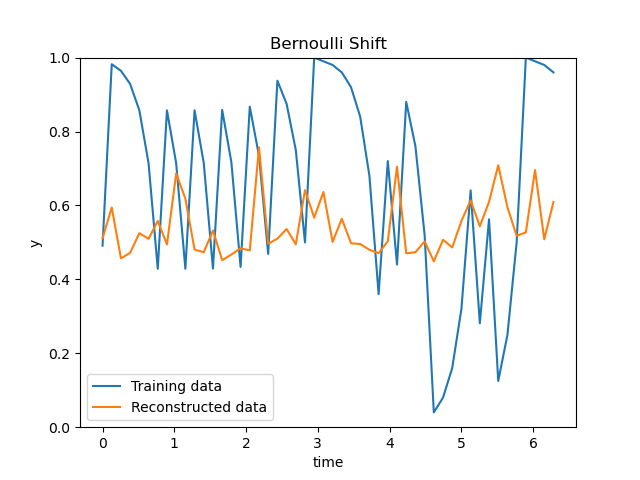 Bernoulli Shift
1.0
0.8
0.6
0.4
0.2
0.0
y
Training data
Reconstructed data
0 1 2 3 4 5 6
time